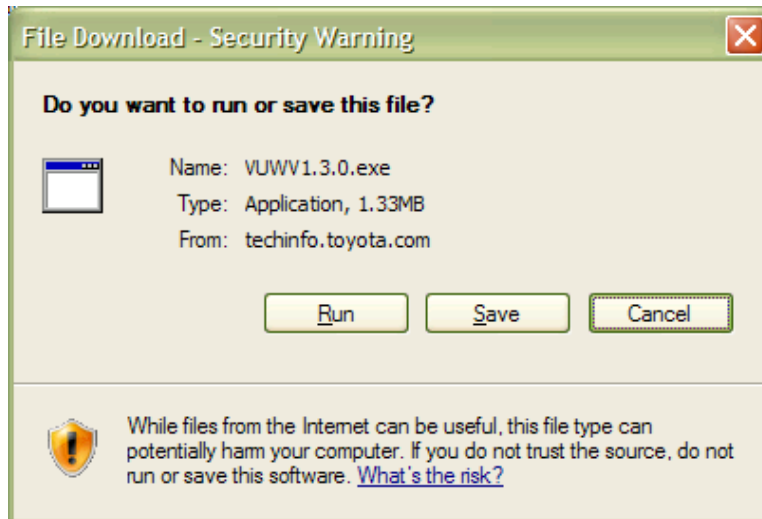 File Download - Security Warning
Do you want to run or save this file?
Name: VUWV1.3.0.exe
Type: Application, 1.33MB
From: techinfo.toyota.com
Run Save Cancel
While files from the Internet can be useful, this file type can
potentially harm your computer. If you do not trust the source, do not
run or save this software. What's the risk?